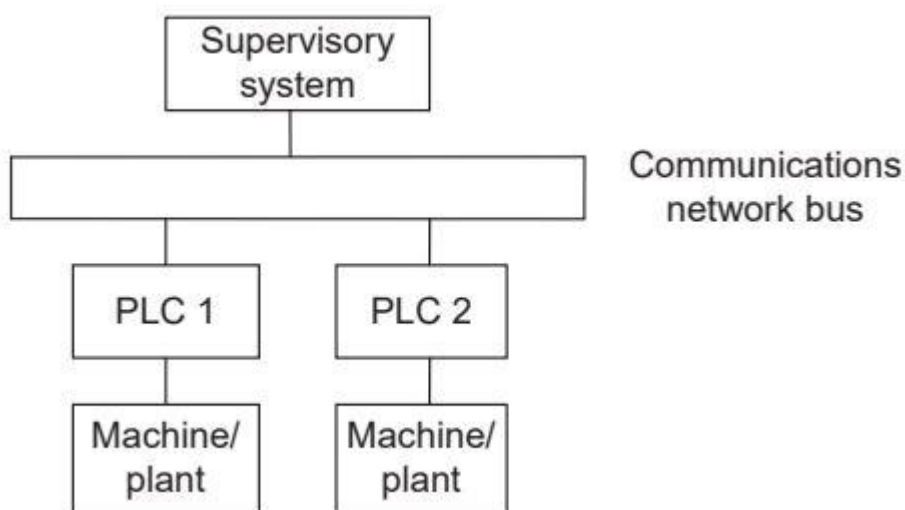 Supervisory
system
Communications
network bus
PLC 1
PLC 2
Machine/
plant
Machine/
plant